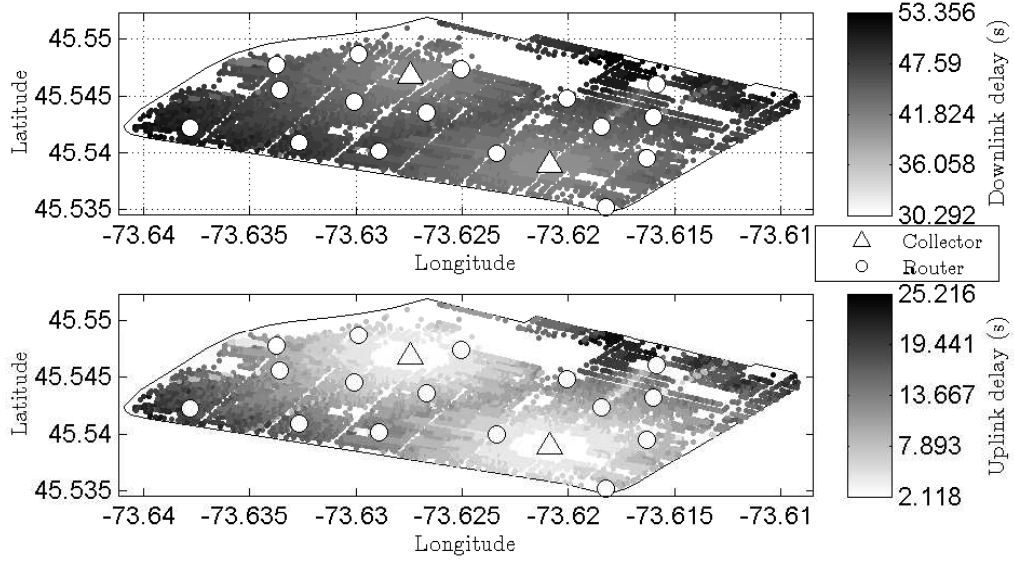 45.55
45.545
45.54
45.535
Latitude
-73.64 -73.635 -73.63 -73.625 -73.62 -73.615 -73.61
Longitude
53.356
47.59
41.824
36.058
30.292
Downlink delay (s)
Collector
Router
45.55
45.545
45.54
45.535
Latitude
-73.64 -73.635 -73.63 -73.625 -73.62 -73.615 -73.61
Longitude
25.216
19.441
13.667
7.893
2.118
Uplink delay (s)